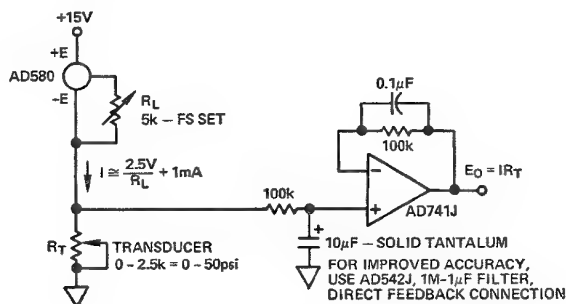 +15V
+E
AD580
−E
R_L
5k – FS SET
I ≅ 2.5V/R_L + 1mA
0.1μF
100k
100k
−
+
AD741J
E_O = IR_T
R_T
TRANSDUCER
0 – 2.5k = 0 – 50psi
+
10μF – SOLID TANTALUM
FOR IMPROVED ACCURACY,
USE AD542J, 1M-1μF FILTER,
DIRECT FEEDBACK CONNECTION